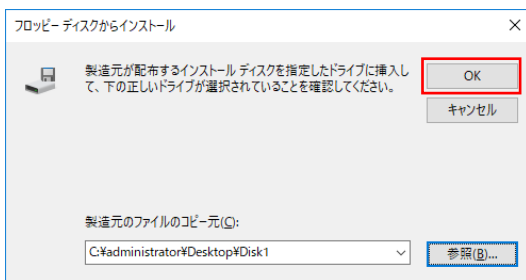 フロッピー ディスクからインストール
製造元が配布するインストール ディスクを指定したドライブに挿入し
て、下の正しいドライブが選択されていることを確認してください。
OK
キャンセル
製造元のファイルのコピー元(C):
C:¥administrator¥Desktop¥Disk1
参照(B)...